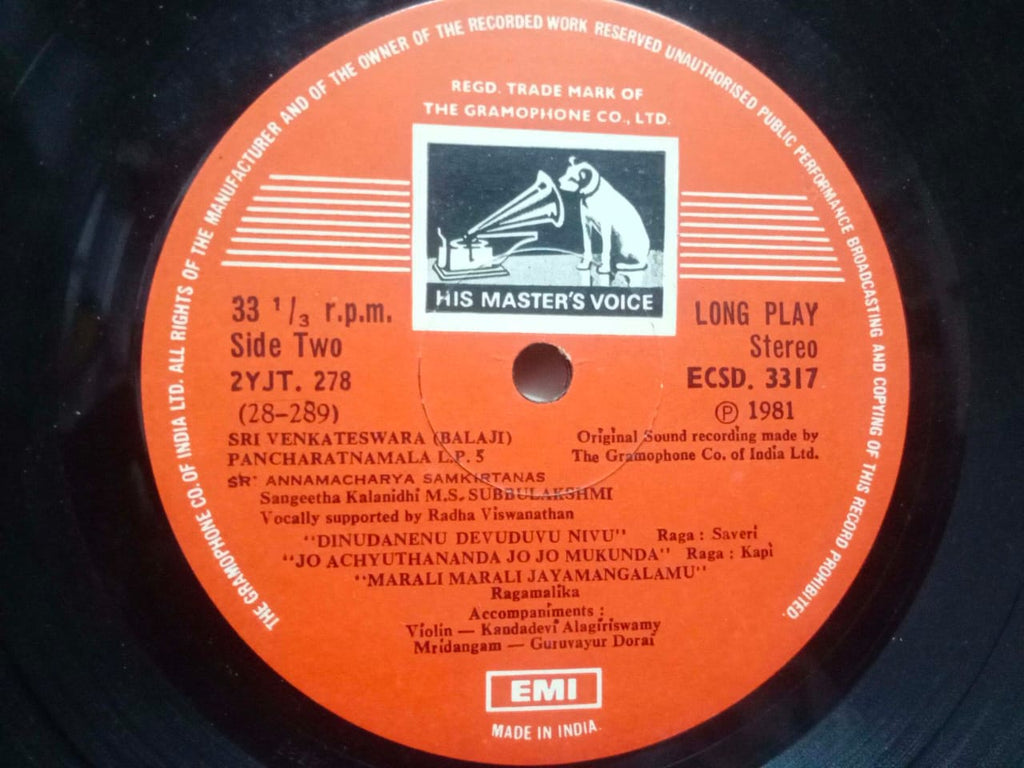 THE GRAMOPHONE CO. OF INDIA LTD. ALL RIGHTS OF THE MANUFACTURER AND OF THE OWNER OF THE RECORDED WORK RESERVED UNAUTHORISED PUBLIC PERFORMANCE BROADCASTING AND COPYING OF THIS RECORD PROHIBITED.
REGD. TRADE MARK OF
THE GRAMOPHONE CO., LTD.
HIS MASTER'S VOICE
33 1/3 r.p.m.
Side Two
2YJT. 278
(28-289)
LONG PLAY
Stereo
ECSD. 3317
℗ 1981
SRI VENKATESWARA (BALAJI)
PANCHARATNAMALA L.P. 5
Original Sound recording made by
The Gramophone Co. of India Ltd.
SRI ANNAMACHARYA SAMKIRTANAS
Sangeetha Kalanidhi M.S. SUBBULAKSHMI
Vocally supported by Radha Viswanathan
"DINUDANENU DEVUDUVU NIVU" Raga : Saveri
"JO ACHYUTHANANDA JO JO MUKUNDA" Raga : Kapi
"MARALI MARALI JAYAMANGALAMU"
Ragamalika
Accompaniments :
Violin — Kandadevi Alagiriswamy
Mridangam — Guruvayur Dorai
EMI
MADE IN INDIA.